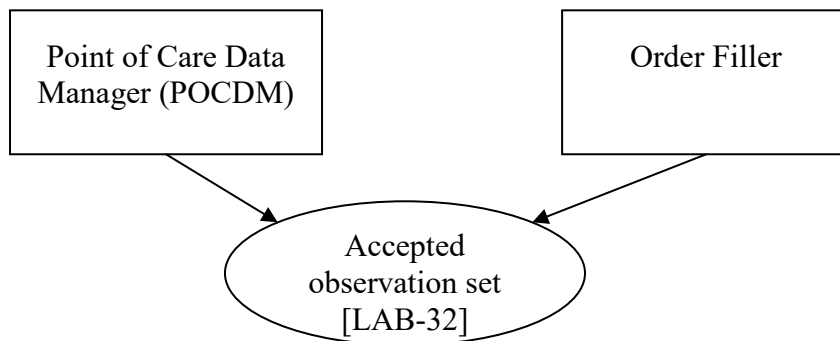 Point of Care Data
Manager (POCDM)
Order Filler
Accepted
observation set
[LAB-32]